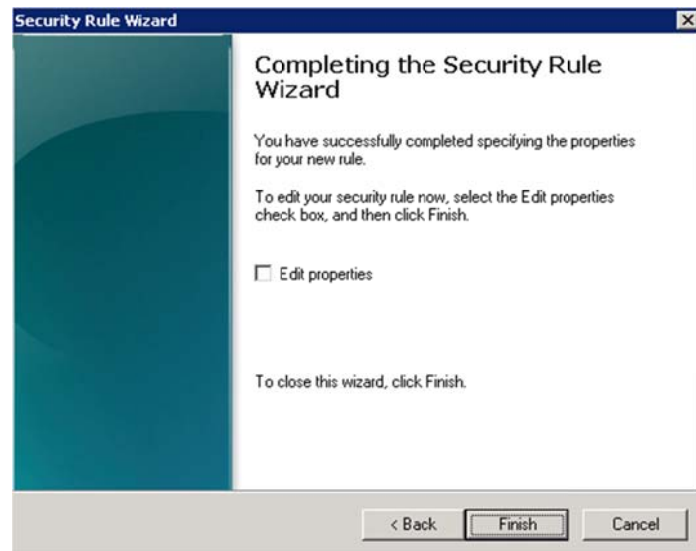 Security Rule Wizard
Completing the Security Rule
Wizard
You have successfully completed specifying the properties
for your new rule.
To edit your security rule now, select the Edit properties
check box, and then click Finish.
Edit properties
To close this wizard, click Finish.
< Back
Finish
Cancel